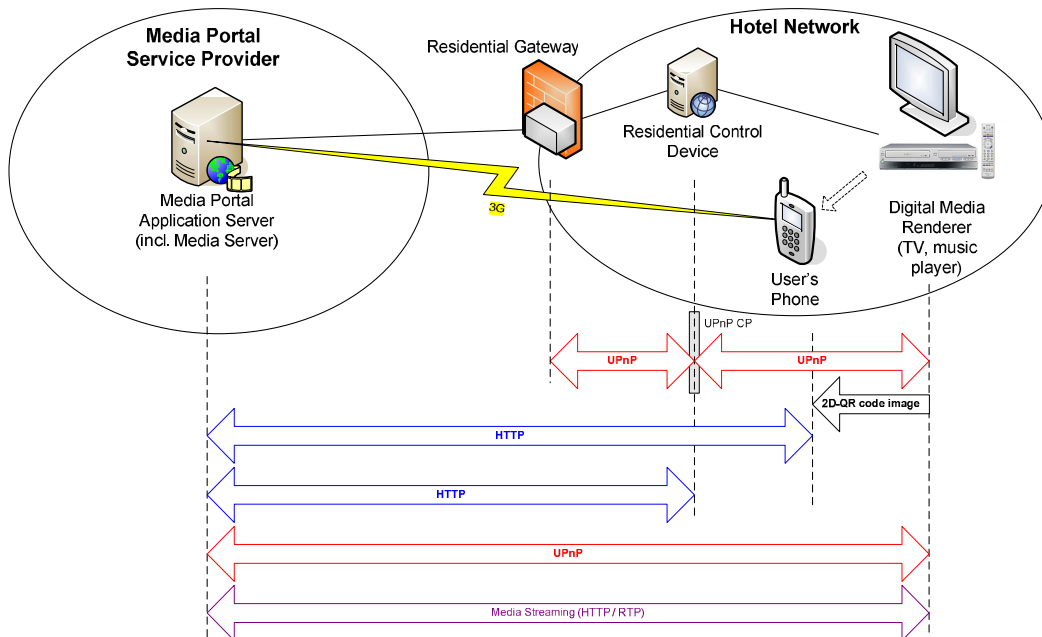 Media Portal
Service Provider
Residential Gateway
Hotel Network
Residential Control
Device
Media Portal
Application Server
(incl. Media Server)
3G
User's
Phone
Digital Media
Renderer
(TV, music
player)
UPnP CP
UPnP
UPnP
2D-QR code image
HTTP
HTTP
UPnP
Media Streaming (HTTP / RTP)